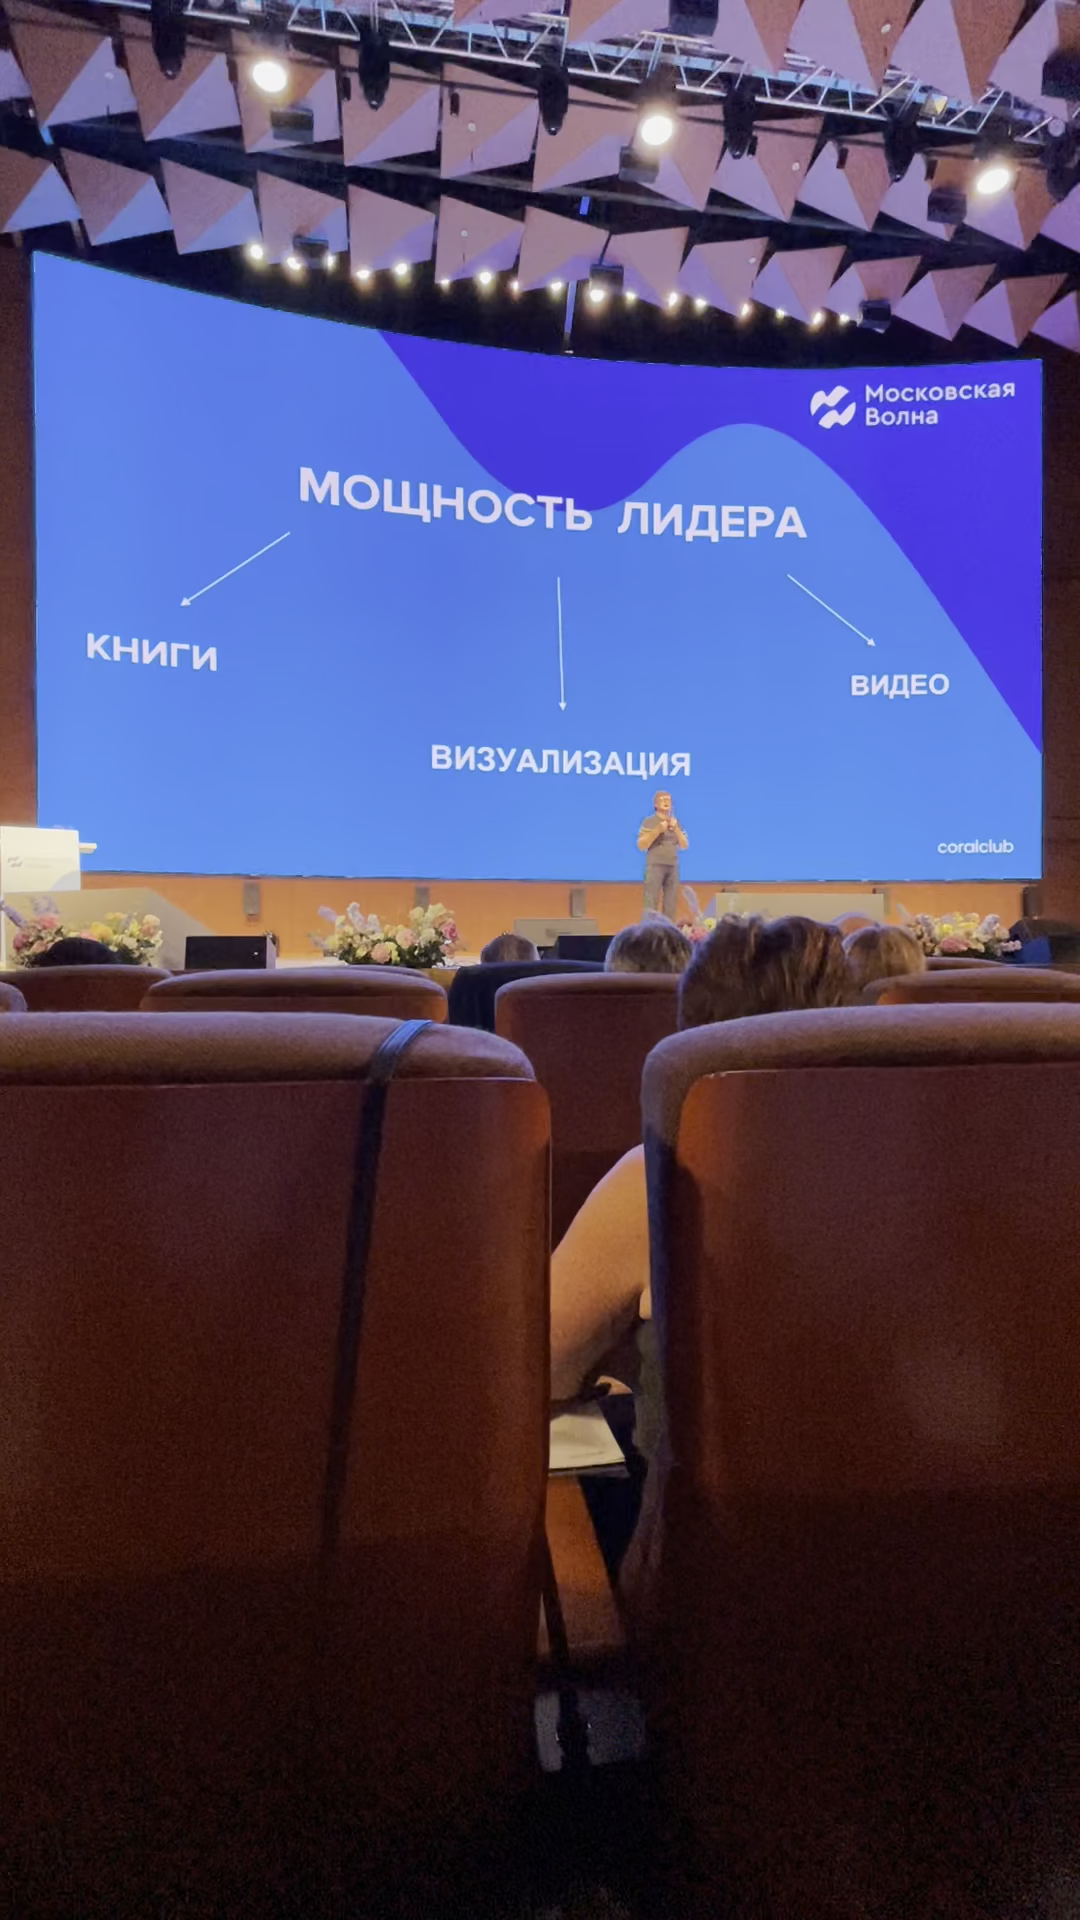 Московская
Волна
МОЩНОСТЬ ЛИДЕРА
КНИГИ
ВИДЕО
ВИЗУАЛИЗАЦИЯ
coralclub